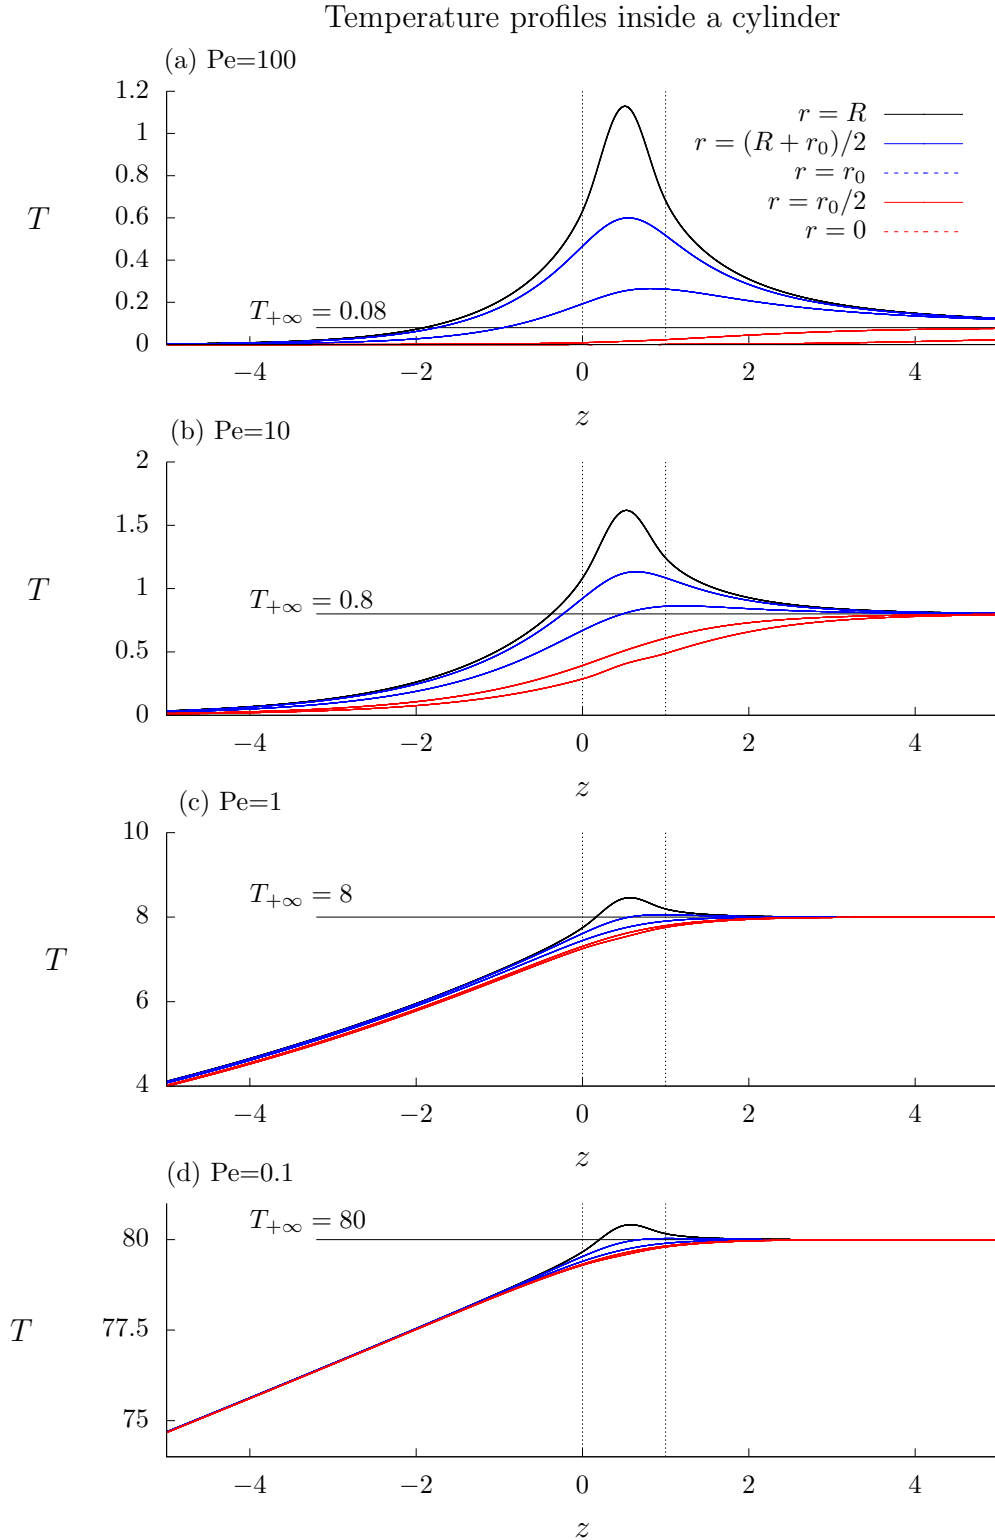 Temperature profiles inside a cylinder
(a) Pe=100
1.2
1
0.8
0.6
0.4
0.2
0
T
r = R
r = (R + r₀)/2
r = r₀
r = r₀/2
r = 0
T₊∞ = 0.08
−4 −2 0 2 4
z
(b) Pe=10
2
1.5
1
0.5
0
T
T₊∞ = 0.8
−4 −2 0 2 4
z
(c) Pe=1
10
8
6
4
T
T₊∞ = 8
−4 −2 0 2 4
z
(d) Pe=0.1
80
77.5
75
T
T₊∞ = 80
−4 −2 0 2 4
z